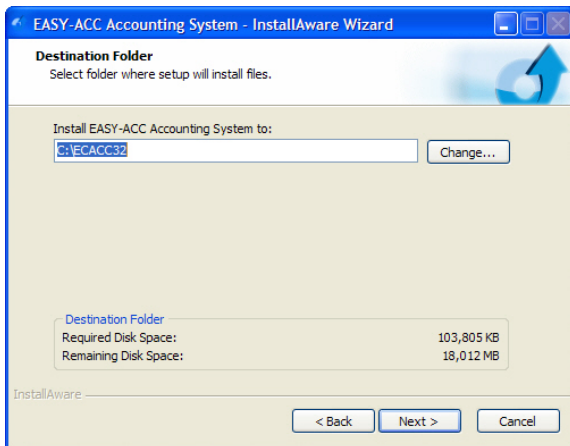 EASY-ACC Accounting System - InstallAware Wizard
Destination Folder
Select folder where setup will install files.
Install EASY-ACC Accounting System to:
C:\ECACC32
Change...
Destination Folder
Required Disk Space: 103,805 KB
Remaining Disk Space: 18,012 MB
InstallAware
< Back Next > Cancel